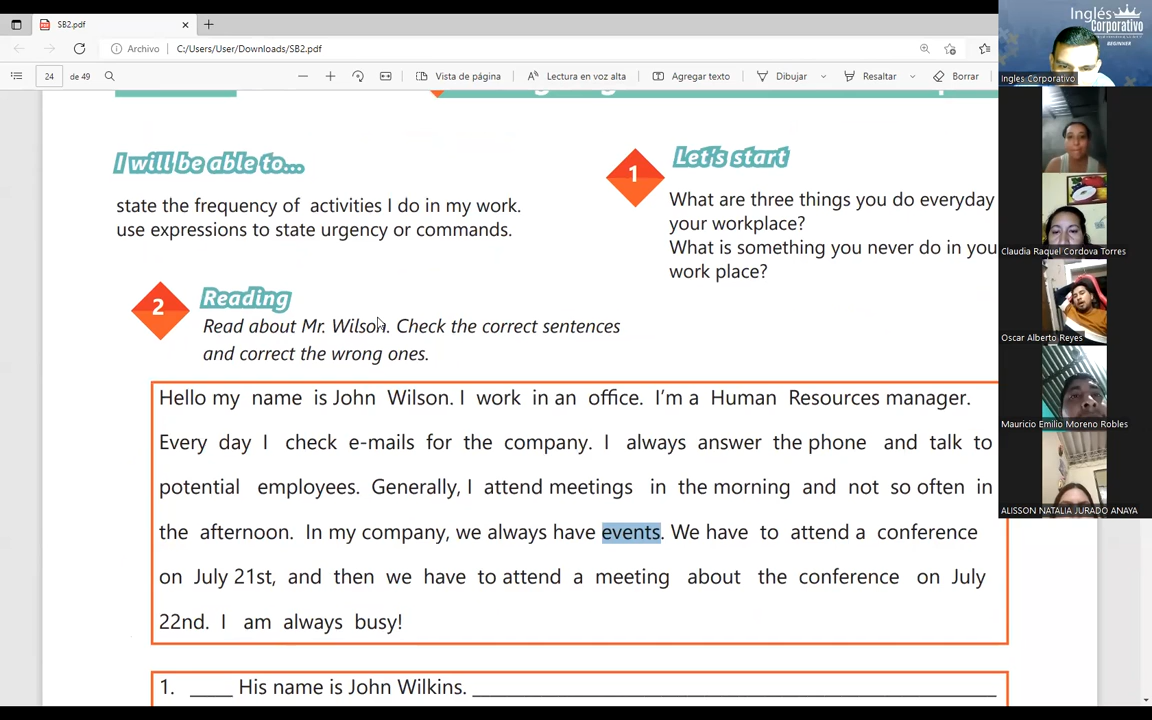 SB2.pdf
Archivo
C:/Users/User/Downloads/SB2.pdf
24
de 49
Vista de página
Lectura en voz alta
Agregar texto
Dibujar
Resaltar
Borrar
I will be able to...
state the frequency of activities I do in my work.
use expressions to state urgency or commands.
1
Let's start
What are three things you do everyday
your workplace?
What is something you never do in you
work place?
2
Reading
Read about Mr. Wilson. Check the correct sentences
and correct the wrong ones.
Hello my name is John Wilson. I work in an office. I'm a Human Resources manager.
Every day I check e-mails for the company. I always answer the phone and talk to
potential employees. Generally, I attend meetings in the morning and not so often in
the afternoon. In my company, we always have events. We have to attend a conference
on July 21st, and then we have to attend a meeting about the conference on July
22nd. I am always busy!
1. ____ His name is John Wilkins. ____
Inglés
Corporativo
BEGINNER
Ingles Corporativo
Claudia Raquel Cordova Torres
Oscar Alberto Reyes
Mauricio Emilio Moreno Robles
ALISSON NATALIA JURADO ANAYA